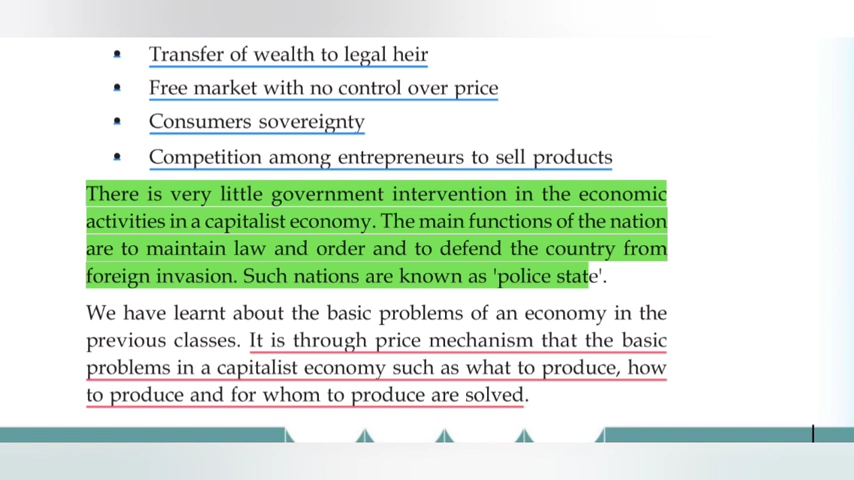 • Transfer of wealth to legal heir
• Free market with no control over price
• Consumers sovereignty
• Competition among entrepreneurs to sell products
There is very little government intervention in the economic
activities in a capitalist economy. The main functions of the nation
are to maintain law and order and to defend the country from
foreign invasion. Such nations are known as 'police state'.
We have learnt about the basic problems of an economy in the
previous classes. It is through price mechanism that the basic
problems in a capitalist economy such as what to produce, how
to produce and for whom to produce are solved.